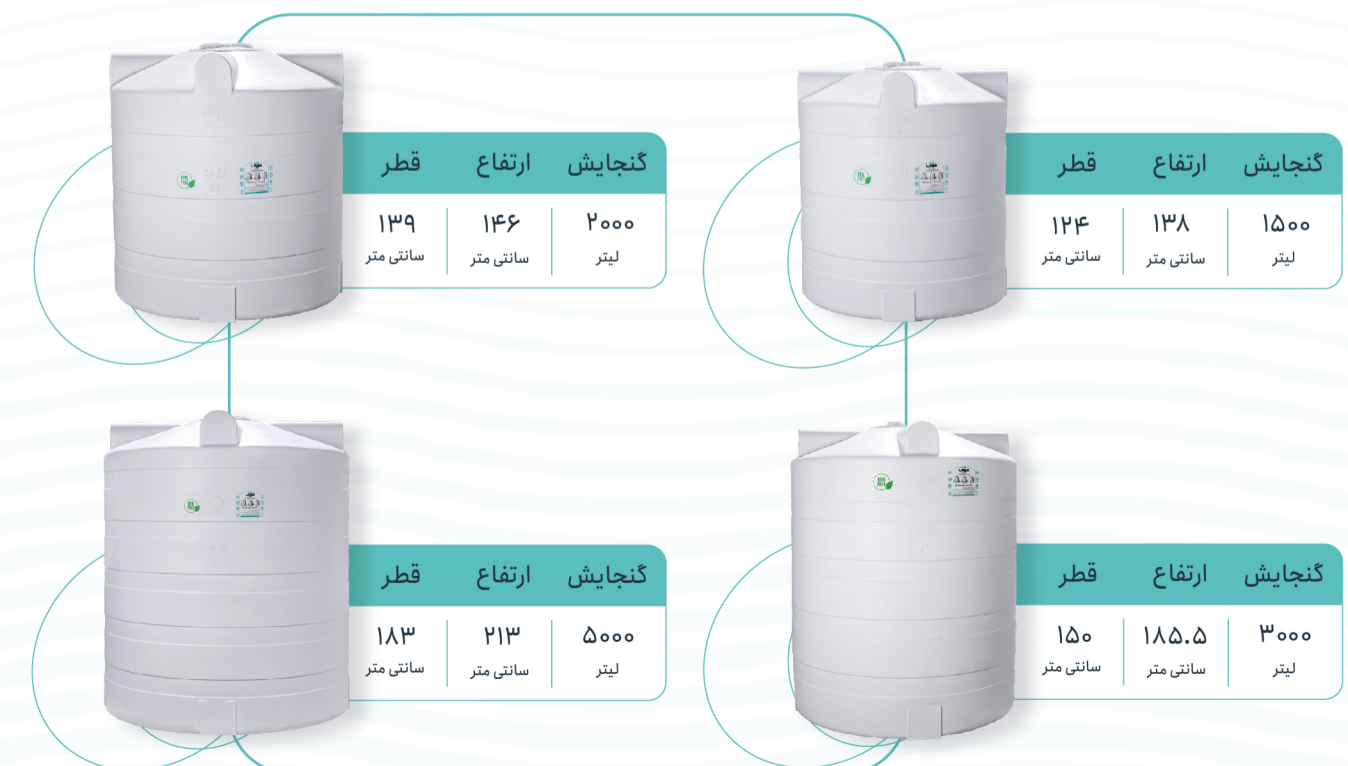 گنجایش ارتفاع قطر
۱۵۰۰ ۱۳۸ ۱۲۴
لیتر سانتی متر سانتی متر
گنجایش ارتفاع قطر
۲۰۰۰ ۱۴۶ ۱۳۹
لیتر سانتی متر سانتی متر
گنجایش ارتفاع قطر
۳۰۰۰ ۱۸۵.۵ ۱۵۰
لیتر سانتی متر سانتی متر
گنجایش ارتفاع قطر
۵۰۰۰ ۲۱۳ ۱۸۳
لیتر سانتی متر سانتی متر